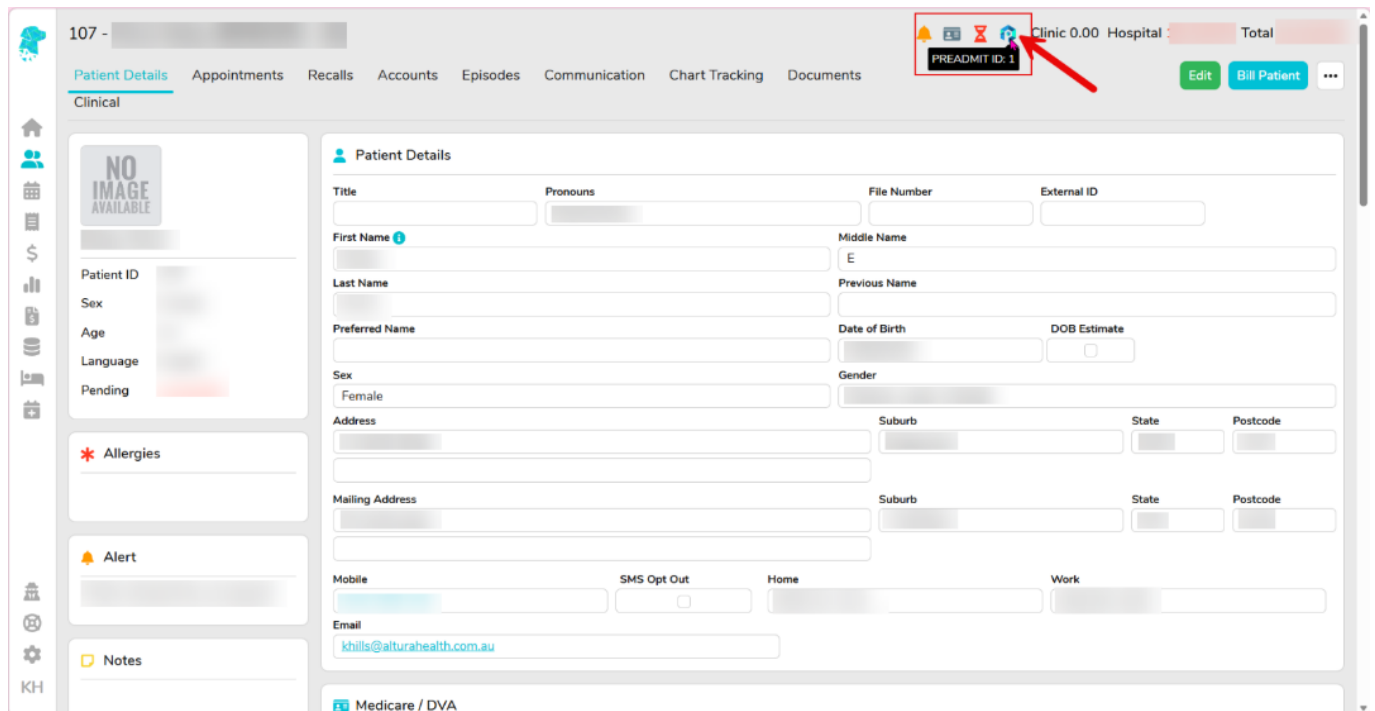 107 -
Clinic 0.00 Hospital Total
PREADMIT ID: 1
Patient Details Appointments Recalls Accounts Episodes Communication Chart Tracking Documents
Edit Bill Patient
Clinical
NO
IMAGE
AVAILABLE
Patient ID
Sex
Age
Language
Pending
Allergies
Alert
Notes
KH
Patient Details
Title Pronouns File Number External ID
First Name Middle Name
E
Last Name Previous Name
Preferred Name Date of Birth DOB Estimate
Sex Gender
Female
Address Suburb State Postcode
Mailing Address Suburb State Postcode
Mobile SMS Opt Out Home Work
Email
khills@alturahealth.com.au
Medicare / DVA